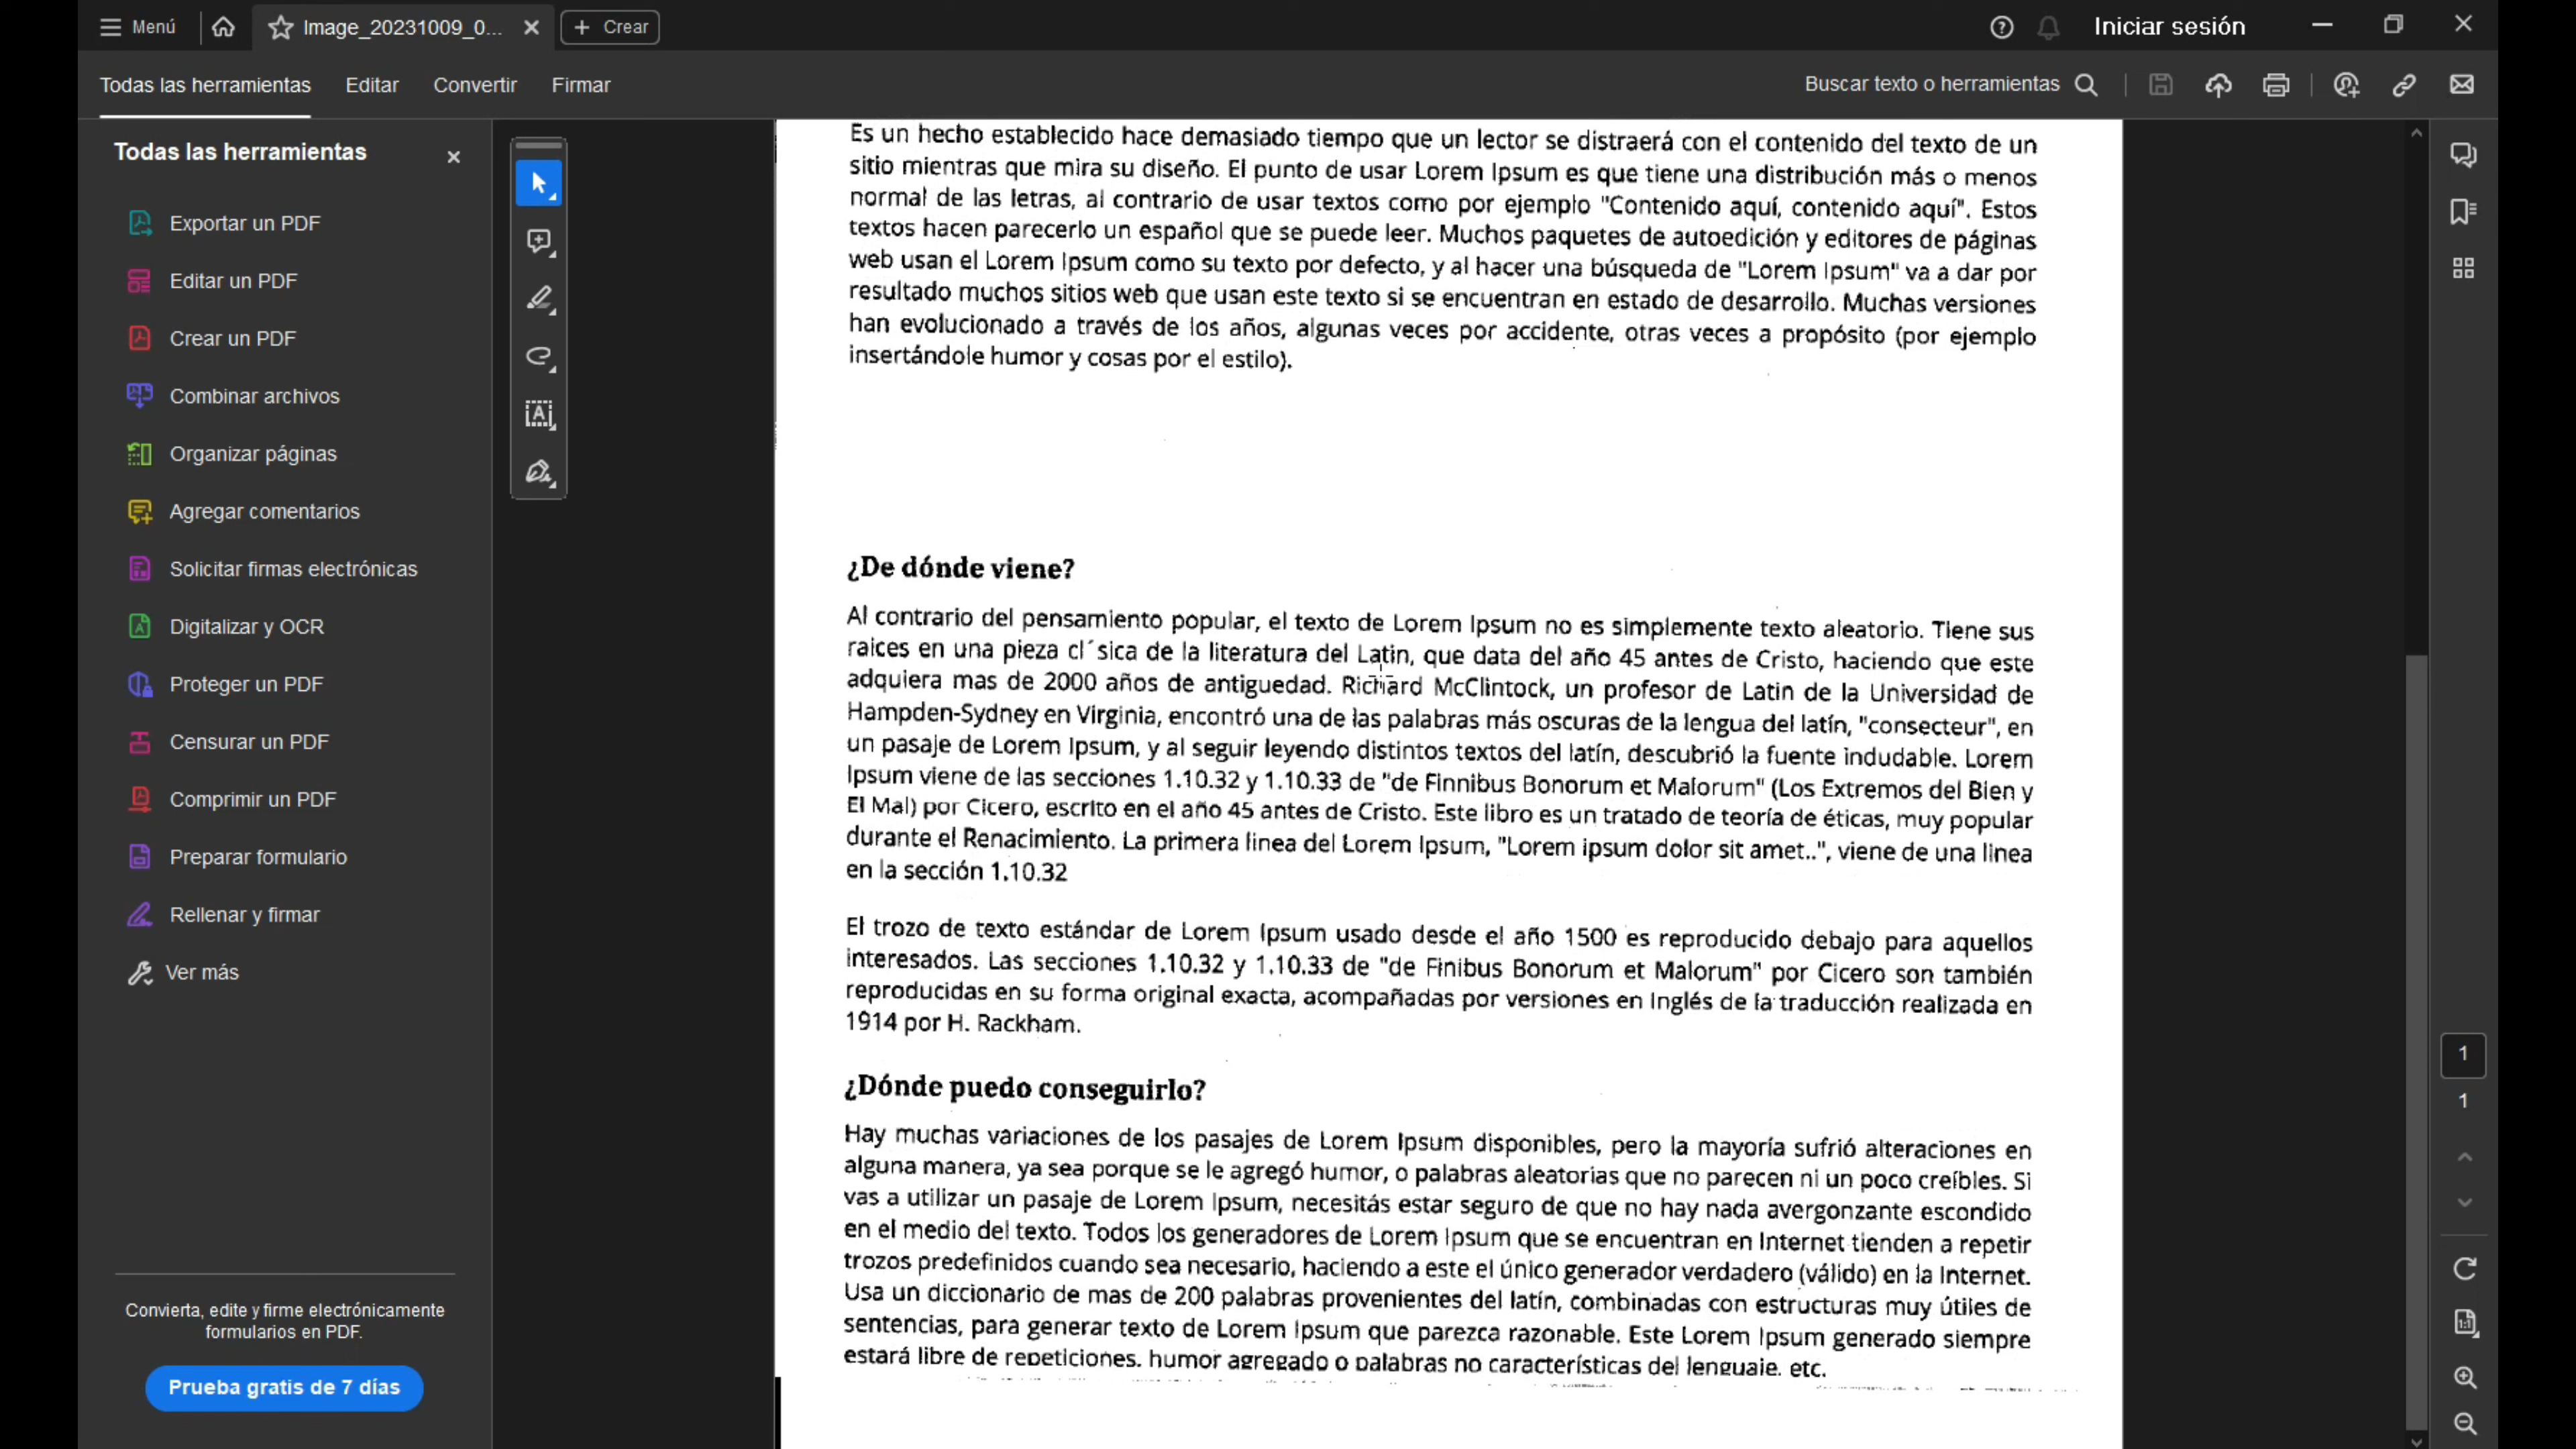 Menú
Image_20231009_0...
Crear
Iniciar sesión
Todas las herramientas
Editar
Convertir
Firmar
Buscar texto o herramientas
Todas las herramientas
Exportar un PDF
Editar un PDF
Crear un PDF
Combinar archivos
Organizar páginas
Agregar comentarios
Solicitar firmas electrónicas
Digitalizar y OCR
Proteger un PDF
Censurar un PDF
Comprimir un PDF
Preparar formulario
Rellenar y firmar
Ver más
Convierta, edite y firme electrónicamente
formularios en PDF.
Prueba gratis de 7 días
Es un hecho establecido hace demasiado tiempo que un lector se distraerá con el contenido del texto de un
sitio mientras que mira su diseño. El punto de usar Lorem Ipsum es que tiene una distribución más o menos
normal de las letras, al contrario de usar textos como por ejemplo "Contenido aquí, contenido aquí". Estos
textos hacen parecerlo un español que se puede leer. Muchos paquetes de autoedición y editores de páginas
web usan el Lorem Ipsum como su texto por defecto, y al hacer una búsqueda de "Lorem Ipsum" va a dar por
resultado muchos sitios web que usan este texto si se encuentran en estado de desarrollo. Muchas versiones
han evolucionado a través de los años, algunas veces por accidente, otras veces a propósito (por ejemplo
insertándole humor y cosas por el estilo).
¿De dónde viene?
Al contrario del pensamiento popular, el texto de Lorem Ipsum no es simplemente texto aleatorio. Tiene sus
raices en una pieza cl´sica de la literatura del Latin, que data del año 45 antes de Cristo, haciendo que este
adquiera mas de 2000 años de antiguedad. Richard McClintock, un profesor de Latin de la Universidad de
Hampden-Sydney en Virginia, encontró una de las palabras más oscuras de la lengua del latín, "consecteur", en
un pasaje de Lorem Ipsum, y al seguir leyendo distintos textos del latín, descubrió la fuente indudable. Lorem
Ipsum viene de las secciones 1.10.32 y 1.10.33 de "de Finnibus Bonorum et Malorum" (Los Extremos del Bien y
El Mal) por Cicero, escrito en el año 45 antes de Cristo. Este libro es un tratado de teoría de éticas, muy popular
durante el Renacimiento. La primera linea del Lorem Ipsum, "Lorem ipsum dolor sit amet..", viene de una linea
en la sección 1.10.32
El trozo de texto estándar de Lorem Ipsum usado desde el año 1500 es reproducido debajo para aquellos
interesados. Las secciones 1.10.32 y 1.10.33 de "de Finibus Bonorum et Malorum" por Cicero son también
reproducidas en su forma original exacta, acompañadas por versiones en Inglés de la traducción realizada en
1914 por H. Rackham.
¿Dónde puedo conseguirlo?
Hay muchas variaciones de los pasajes de Lorem Ipsum disponibles, pero la mayoría sufrió alteraciones en
alguna manera, ya sea porque se le agregó humor, o palabras aleatorias que no parecen ni un poco creíbles. Si
vas a utilizar un pasaje de Lorem Ipsum, necesitás estar seguro de que no hay nada avergonzante escondido
en el medio del texto. Todos los generadores de Lorem Ipsum que se encuentran en Internet tienden a repetir
trozos predefinidos cuando sea necesario, haciendo a este el único generador verdadero (válido) en la Internet.
Usa un diccionario de mas de 200 palabras provenientes del latín, combinadas con estructuras muy útiles de
sentencias, para generar texto de Lorem Ipsum que parezca razonable. Este Lorem Ipsum generado siempre
estará libre de repeticiones, humor agregado o palabras no características del lenguaje, etc.
1
1